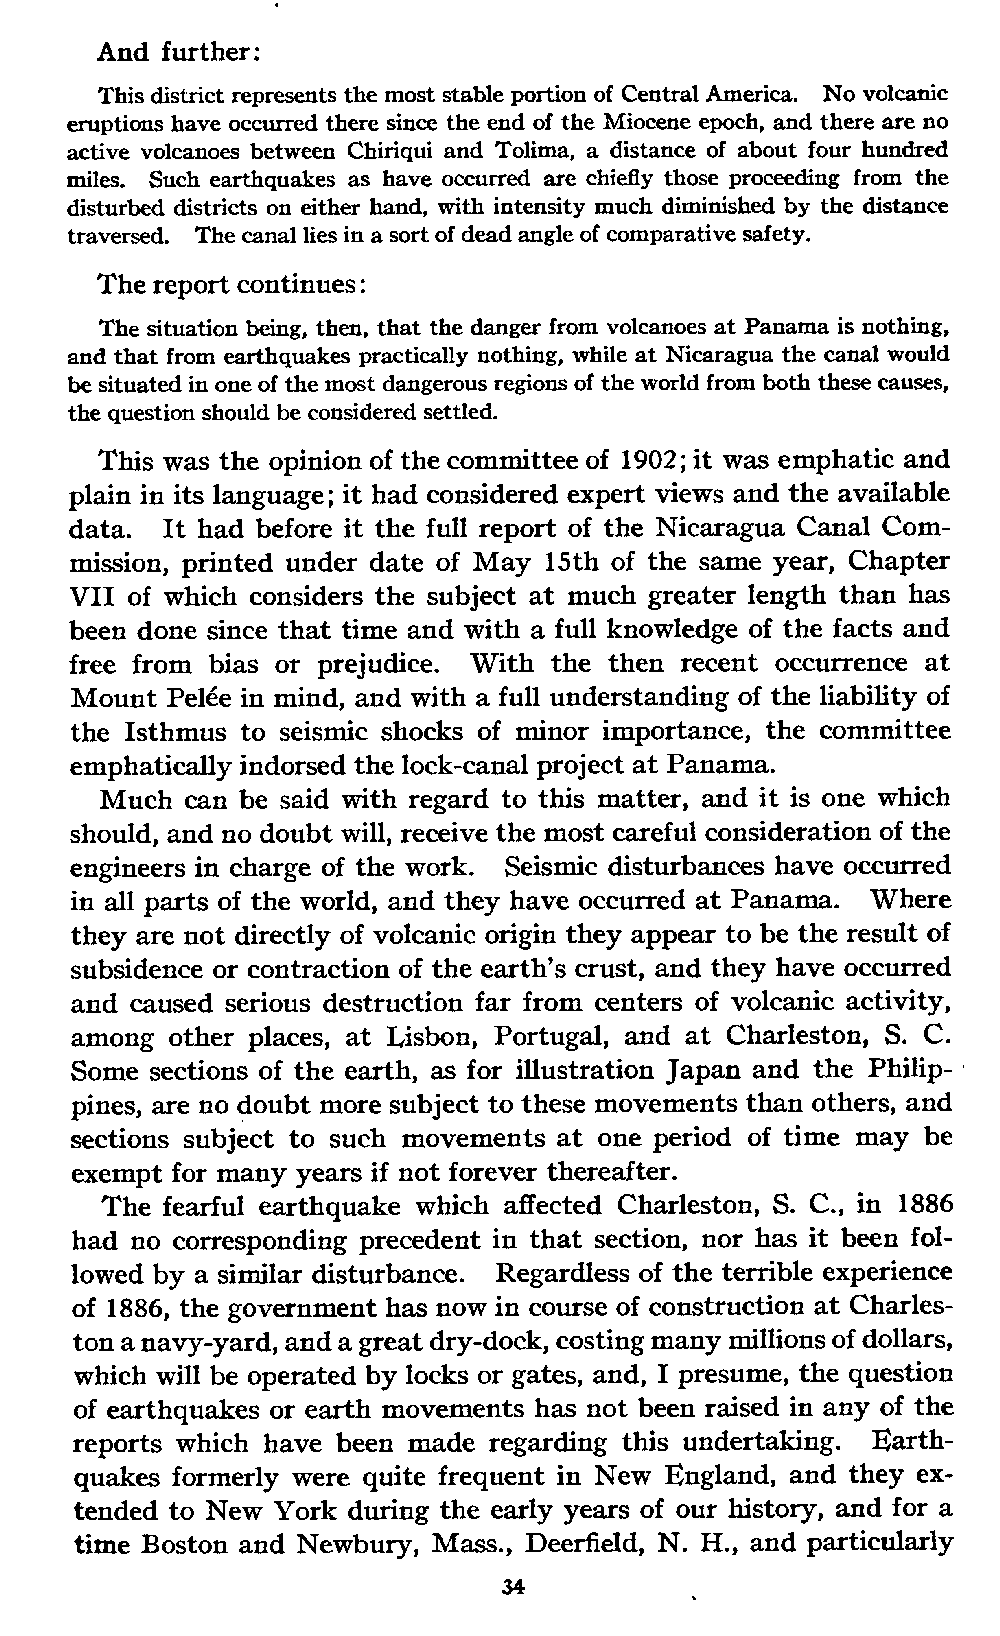 And further:
This district represents the most stable portion of Central America. No volcanic
eruptions have occurred there since the end of the Miocene epoch, and there are no
active volcanoes between Chiriqui and Tolima, a distance of about four hundred
miles. Such earthquakes as have occurred are chiefly those proceeding from the
disturbed districts on either hand, with intensity much diminished by the distance
traversed. The canal lies in a sort of dead angle of comparative safety.
The report continues:
The situation being, then, that the danger from volcanoes at Panama is nothing,
and that from earthquakes practically nothing, while at Nicaragua the canal would
be situated in one of the most dangerous regions of the world from both these causes,
the question should be considered settled.
This was the opinion of the committee of 1902; it was emphatic and
plain in its language; it had considered expert views and the available
data. It had before it the full report of the Nicaragua Canal Com-
mission, printed under date of May 15th of the same year, Chapter
VII of which considers the subject at much greater length than has
been done since that time and with a full knowledge of the facts and
free from bias or prejudice. With the then recent occurrence at
Mount Pelée in mind, and with a full understanding of the liability of
the Isthmus to seismic shocks of minor importance, the committee
emphatically indorsed the lock-canal project at Panama.
Much can be said with regard to this matter, and it is one which
should, and no doubt will, receive the most careful consideration of the
engineers in charge of the work. Seismic disturbances have occurred
in all parts of the world, and they have occurred at Panama. Where
they are not directly of volcanic origin they appear to be the result of
subsidence or contraction of the earth's crust, and they have occurred
and caused serious destruction far from centers of volcanic activity,
among other places, at Lisbon, Portugal, and at Charleston, S. C.
Some sections of the earth, as for illustration Japan and the Philip-
pines, are no doubt more subject to these movements than others, and
sections subject to such movements at one period of time may be
exempt for many years if not forever thereafter.
The fearful earthquake which affected Charleston, S. C., in 1886
had no corresponding precedent in that section, nor has it been fol-
lowed by a similar disturbance. Regardless of the terrible experience
of 1886, the government has now in course of construction at Charles-
ton a navy-yard, and a great dry-dock, costing many millions of dollars,
which will be operated by locks or gates, and, I presume, the question
of earthquakes or earth movements has not been raised in any of the
reports which have been made regarding this undertaking. Earth-
quakes formerly were quite frequent in New England, and they ex-
tended to New York during the early years of our history, and for a
time Boston and Newbury, Mass., Deerfield, N. H., and particularly
34